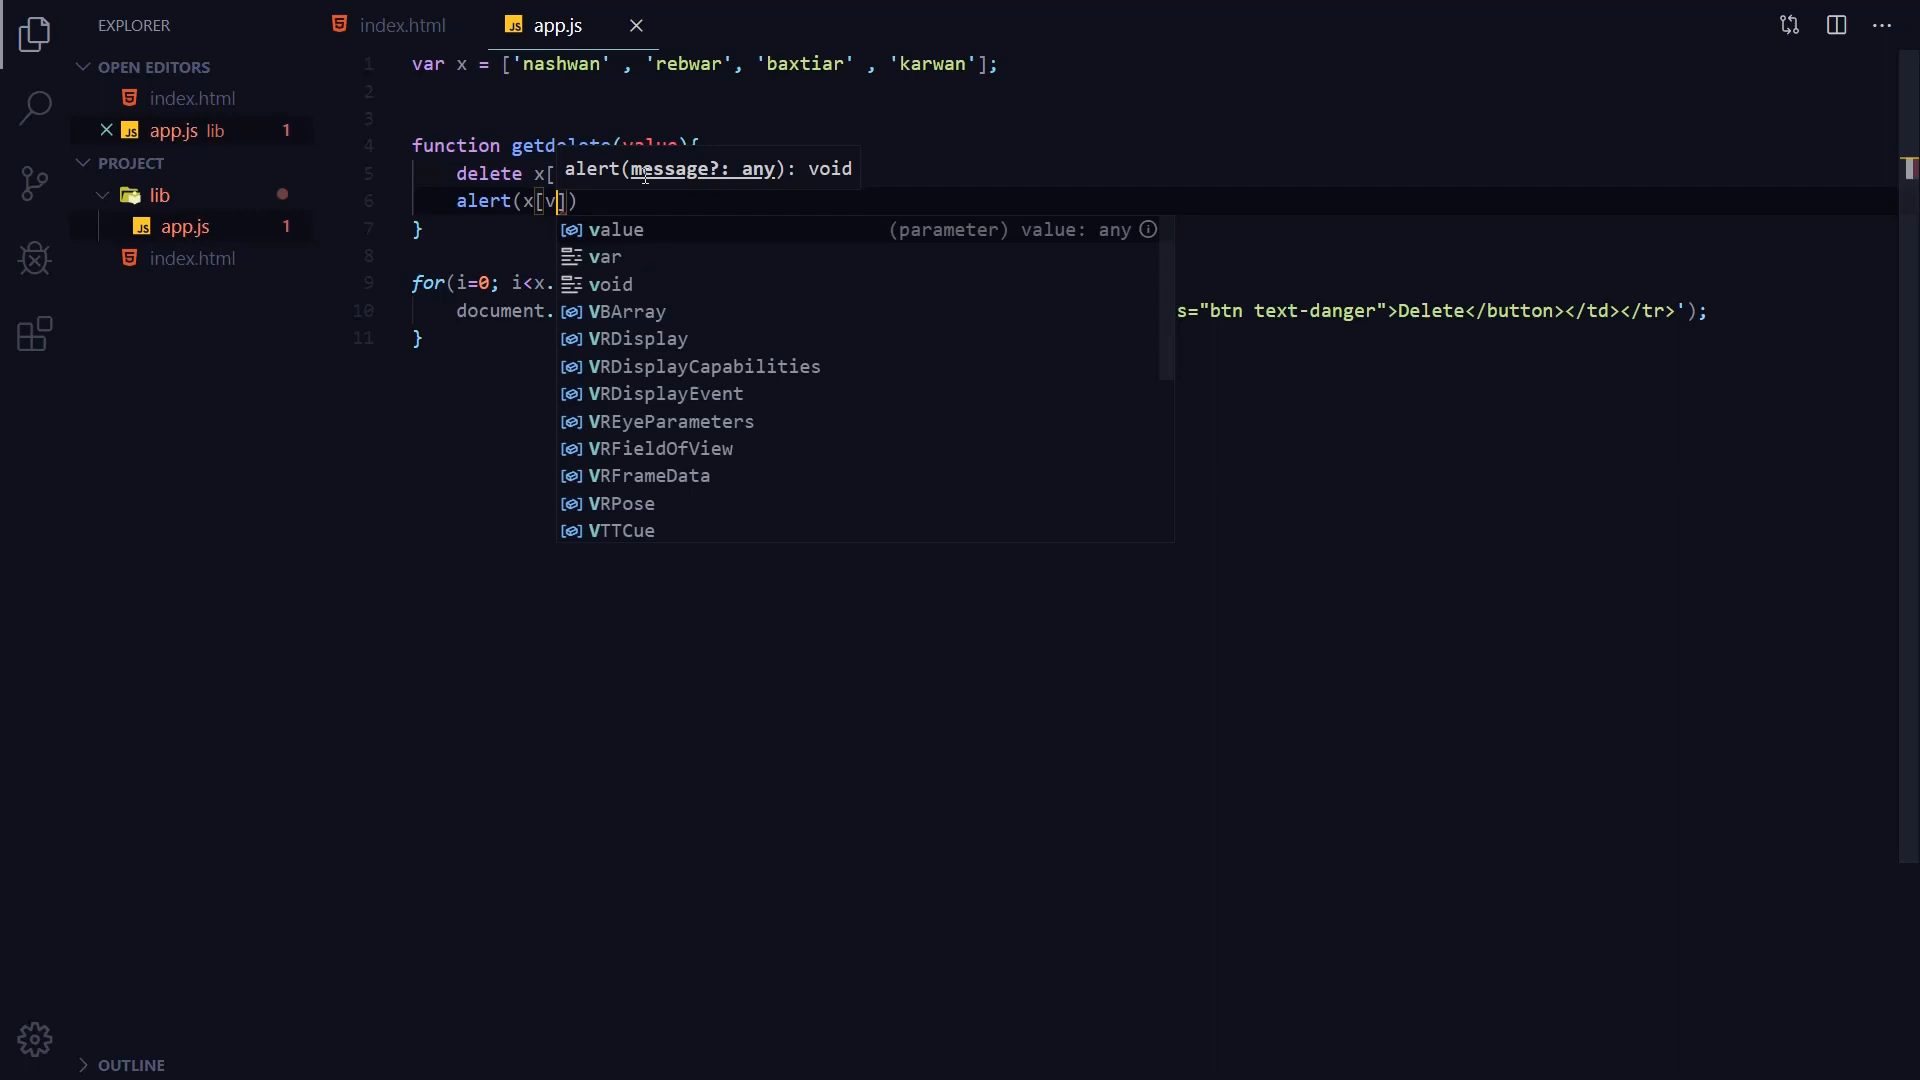 EXPLORER
OPEN EDITORS
index.html
app.js lib 1
PROJECT
lib
app.js 1
index.html
OUTLINE
index.html
app.js
1 var x = ['nashwan' , 'rebwar', 'baxtiar' , 'karwan'];
2
3
4 function getdelete(value){
5 delete x[
alert(message?: any): void
6 alert(x[v])
7 }
8
9 for(i=0; i<x.
10 document. s="btn text-danger">Delete</button></td></tr>');
11 }
value (parameter) value: any
var
void
VBArray
VRDisplay
VRDisplayCapabilities
VRDisplayEvent
VREyeParameters
VRFieldOfView
VRFrameData
VRPose
VTTCue